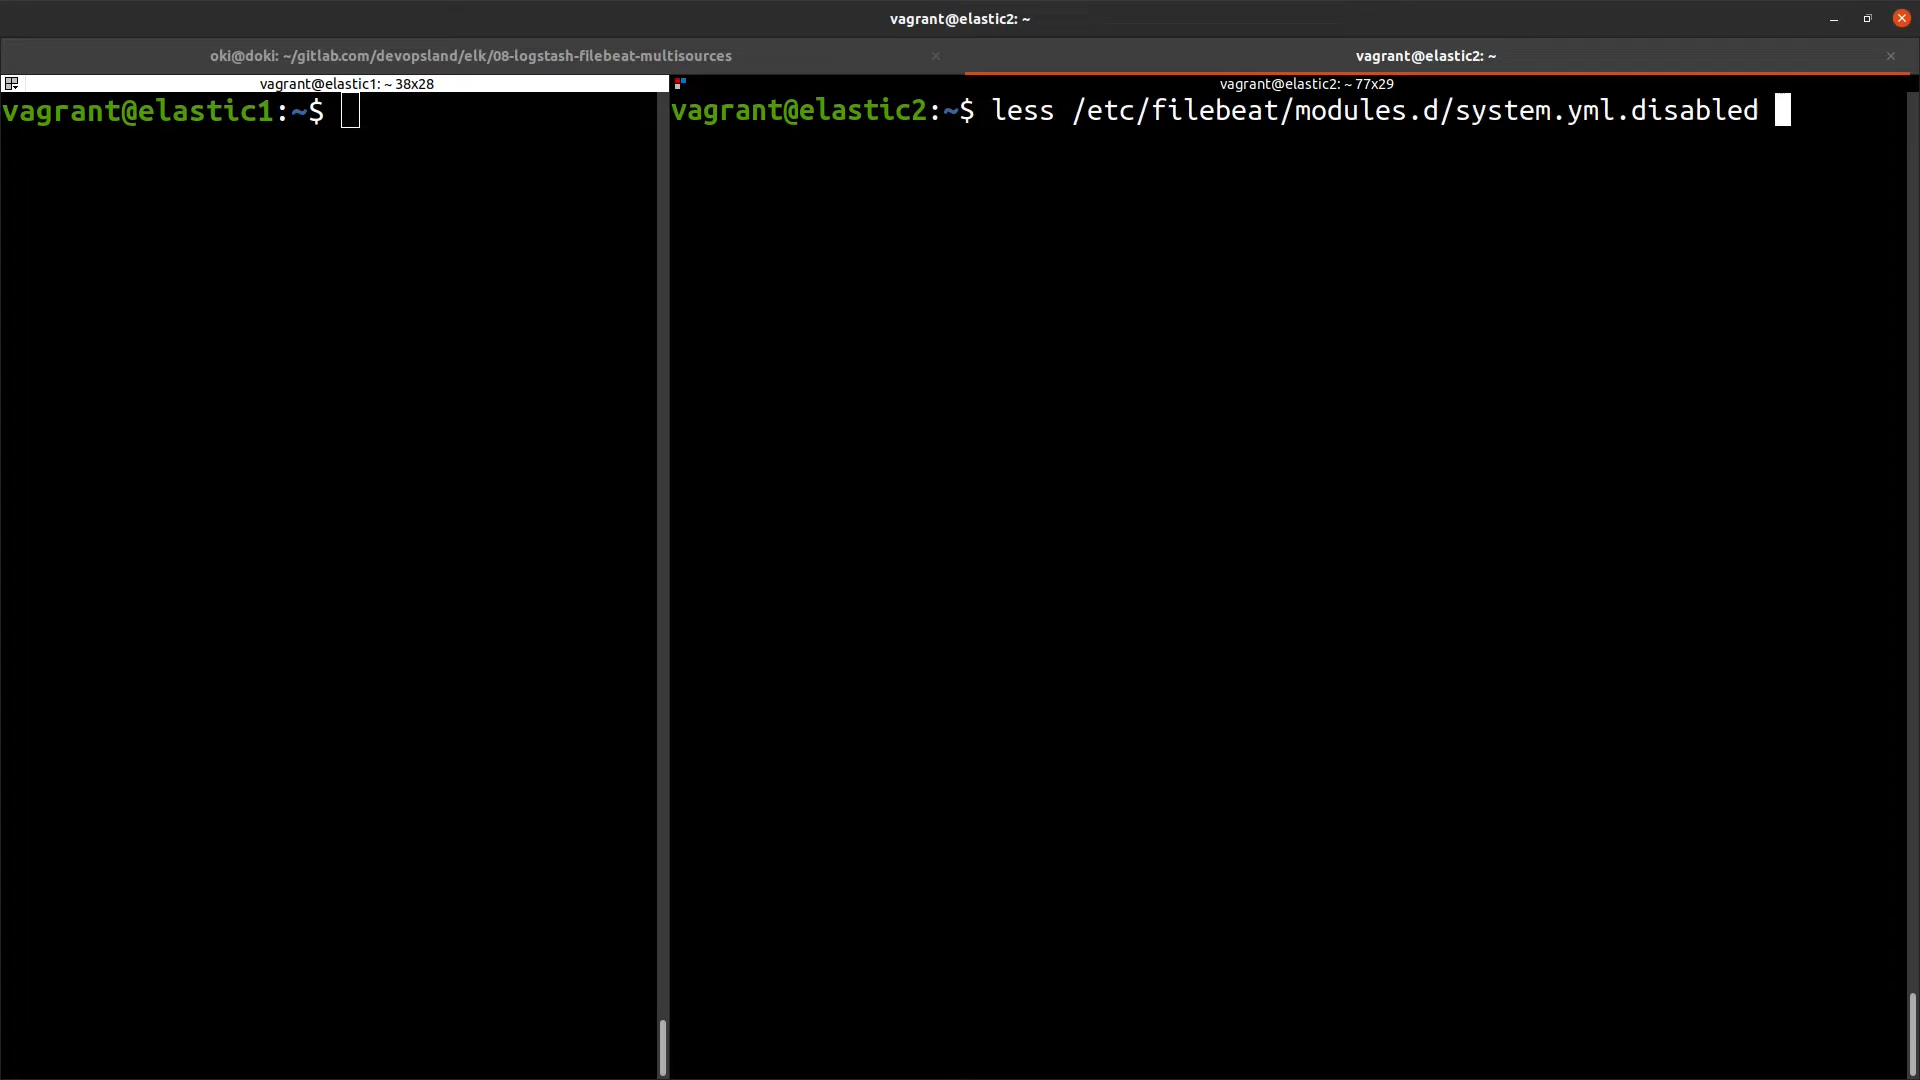 vagrant@elastic2: ~
oki@doki: ~/gitlab.com/devopsland/elk/08-logstash-filebeat-multisources
vagrant@elastic2: ~
vagrant@elastic1: ~ 38x28
vagrant@elastic2: ~ 77x29
vagrant@elastic1:~$
vagrant@elastic2:~$ less /etc/filebeat/modules.d/system.yml.disabled